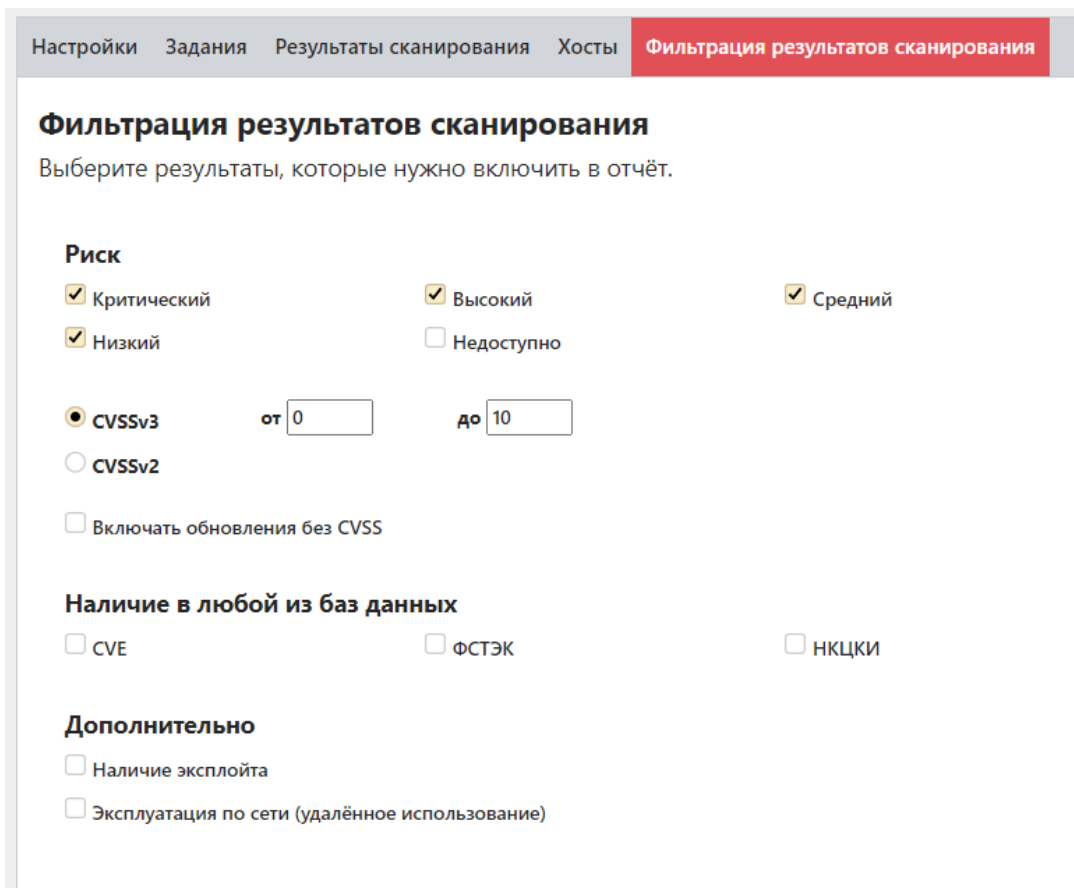 Настройки Задания Результаты сканирования Хосты Фильтрация результатов сканирования
Фильтрация результатов сканирования
Выберите результаты, которые нужно включить в отчёт.
Риск
Критический Высокий Средний
Низкий Недоступно
CVSSv3 от 0 до 10
CVSSv2
Включать обновления без CVSS
Наличие в любой из баз данных
CVE ФСТЭК НКЦКИ
Дополнительно
Наличие эксплойта
Эксплуатация по сети (удалённое использование)